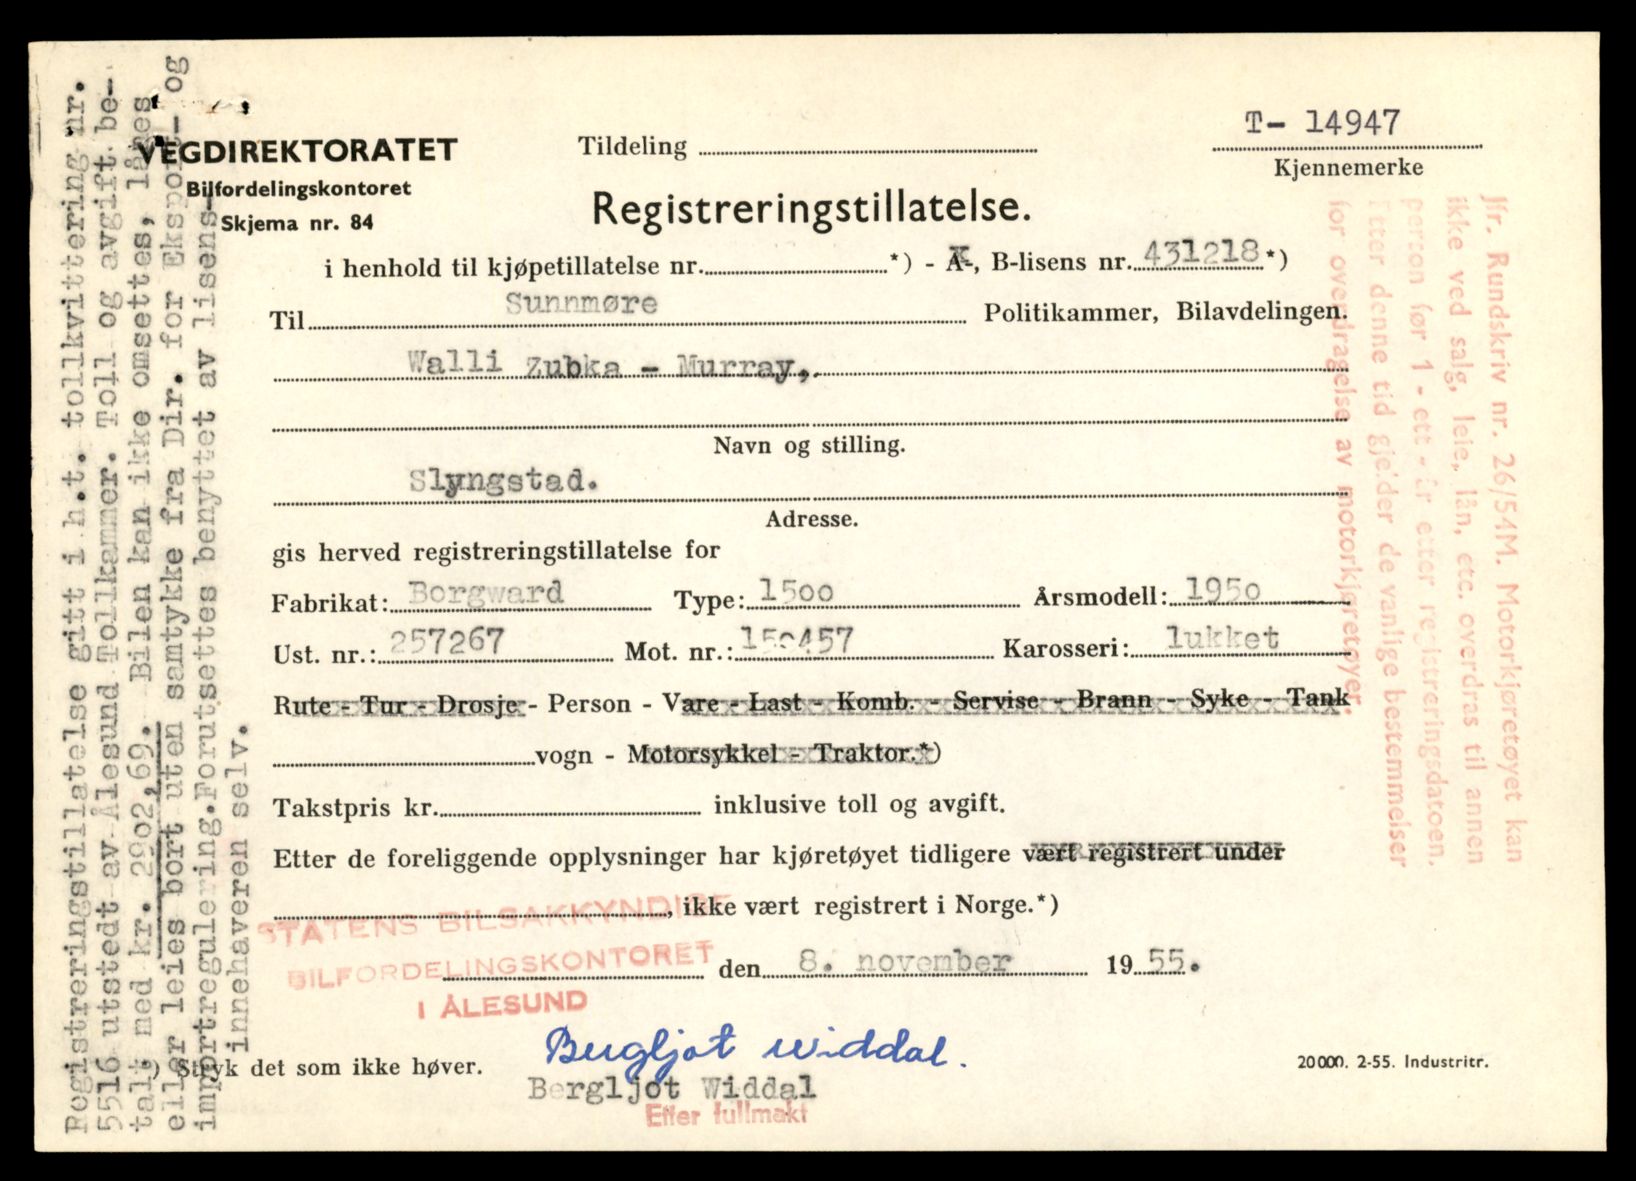 Registreringstillatelse gitt i h.t. tollkvittering nr.
5516 utstedt av Ålesund Tollkammer. Toll og avgift be-
talt med kr. 2902,69. Bilen kan ikke omsettes, lånes
eller leies bort uten samtykke fra Dir. for Eksport- og
importregulering. Forutsettes benyttet av lisens-
innehaveren selv.
VEGDIREKTORATET
Bilfordelingskontoret
Skjema nr. 84
Tildeling
T- 14947
Kjennemerke
Registreringstillatelse.
i henhold til kjøpetillatelse nr. *) - A-, B-lisens nr. 431218 *)
Til Sunnmøre Politikammer, Bilavdelingen.
Walli Zubka - Murray,.
Navn og stilling.
Slyngstad.
Adresse.
gis herved registreringstillatelse for
Fabrikat: Borgward Type: 1500 Årsmodell: 1950
Ust. nr.: 257267 Mot. nr.: Karosseri: lukket
Rute - Tur - Drosje - Person - Vare - Last - Komb. - Servise - Brann - Syke - Tank
vogn - Motorsykkel - Traktor.*)
Takstpris kr. inklusive toll og avgift.
Etter de foreliggende opplysninger har kjøretøyet tidligere vært registrert under
, ikke vært registrert i Norge.*)
STATENS BILSAKKYNDIGE
BILFORDELINGSKONTORET
I ÅLESUND
den 8. november 1955.
*) Stryk det som ikke høver.
Bergljot Widdal.
Bergljot Widdal
Etter fullmakt
20000. 2-55. Industritr.
Jfr. Rundskriv nr. 26/54M. Motorkjøretøyet kan
ikke ved salg, leie, lån, etc. overdras til annen
person før 1 - ett - år etter registreringsdatoen.
Etter denne tid gjelder de vanlige bestemmelser
for overdragelse av motorkjøretøyer.